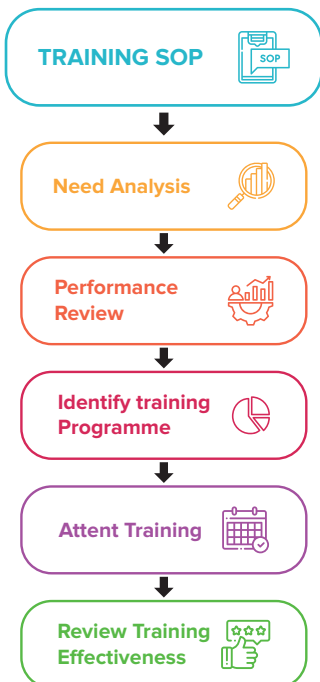 TRAINING SOP
SOP
Need Analysis
Performance
Review
Identify training
Programme
Attent Training
Review Training
Effectiveness